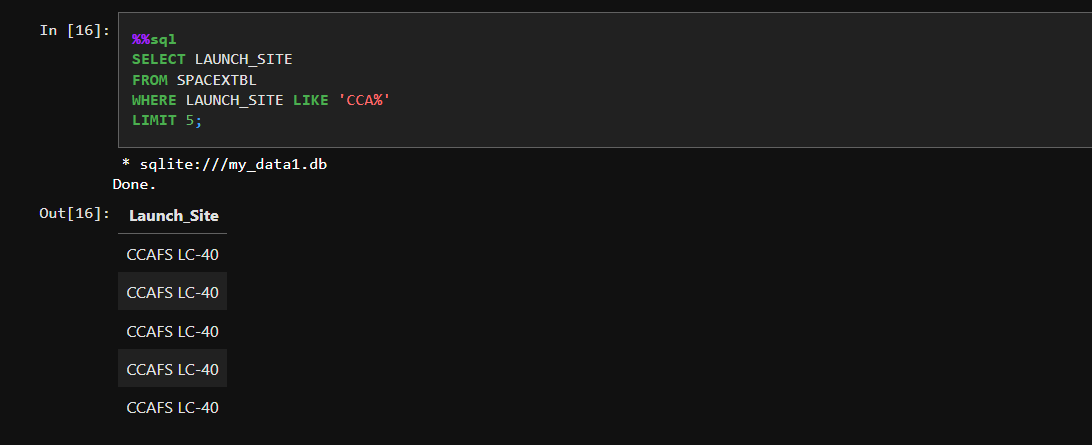 In [16]:
%%sql
SELECT LAUNCH_SITE
FROM SPACEXTBL
WHERE LAUNCH_SITE LIKE 'CCA%'
LIMIT 5;
* sqlite:///my_data1.db
Done.
Out[16]:
Launch_Site
CCAFS LC-40
CCAFS LC-40
CCAFS LC-40
CCAFS LC-40
CCAFS LC-40